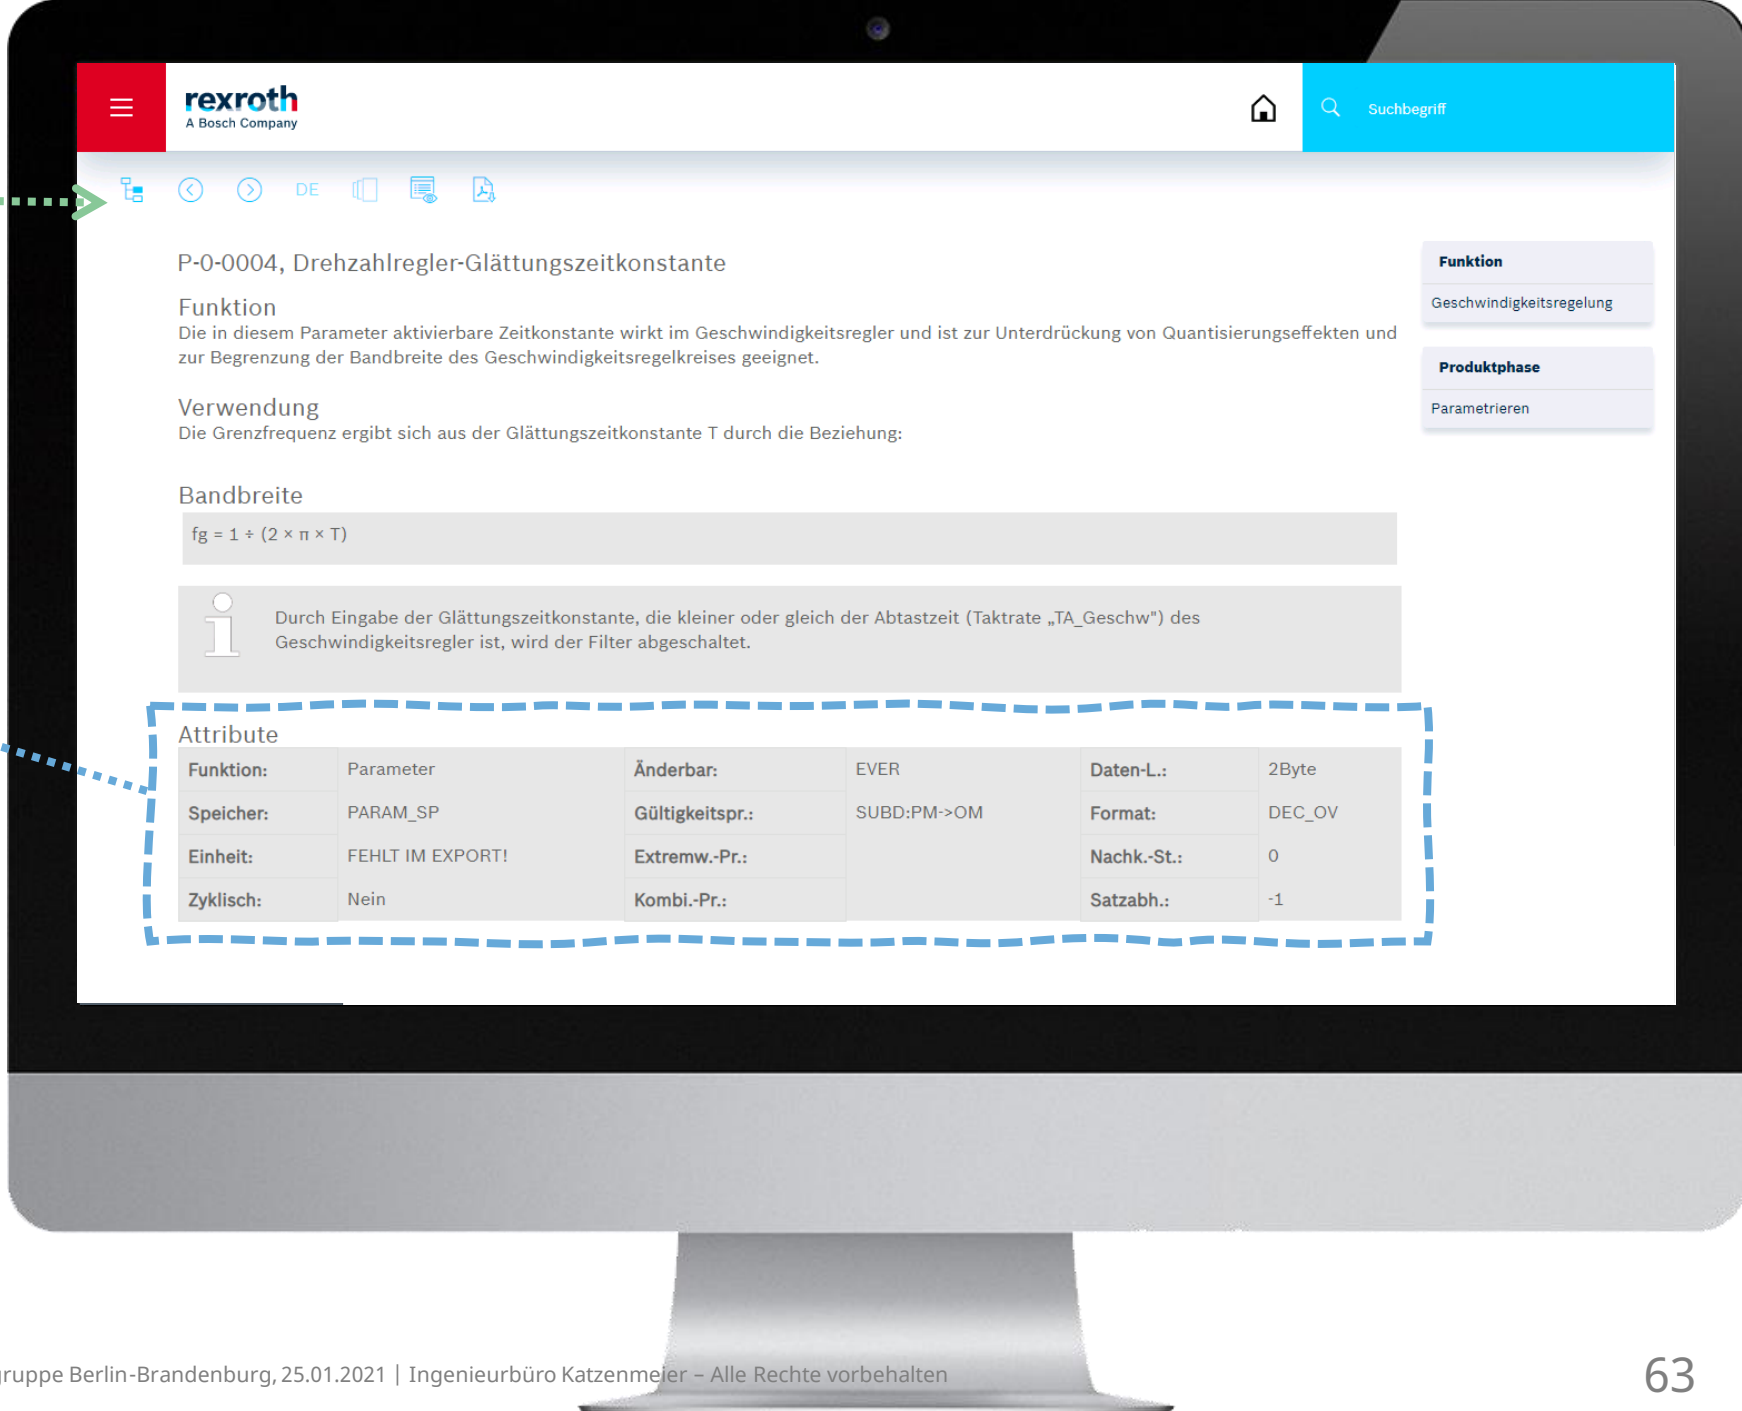 rexroth
A Bosch Company
Suchbegriff
DE
P-0-0004, Drehzahlregler-Glättungszeitkonstante
Funktion
Die in diesem Parameter aktivierbare Zeitkonstante wirkt im Geschwindigkeitsregler und ist zur Unterdrückung von Quantisierungseffekten und
zur Begrenzung der Bandbreite des Geschwindigkeitsregelkreises geeignet.
Verwendung
Die Grenzfrequenz ergibt sich aus der Glättungszeitkonstante T durch die Beziehung:
Bandbreite
fg = 1 ÷ (2 × π × T)
Durch Eingabe der Glättungszeitkonstante, die kleiner oder gleich der Abtastzeit (Taktrate „TA_Geschw") des
Geschwindigkeitsregler ist, wird der Filter abgeschaltet.
Funktion
Geschwindigkeitsregelung
Produktphase
Parametrieren
Attribute
Funktion: Parameter Änderbar: EVER Daten-L.: 2Byte
Speicher: PARAM_SP Gültigkeitspr.: SUBD:PM->OM Format: DEC_OV
Einheit: FEHLT IM EXPORT! Extremw.-Pr.: Nachk.-St.: 0
Zyklisch: Nein Kombi.-Pr.: Satzabh.: -1
gruppe Berlin-Brandenburg, 25.01.2021 | Ingenieurbüro Katzenmeier – Alle Rechte vorbehalten
63